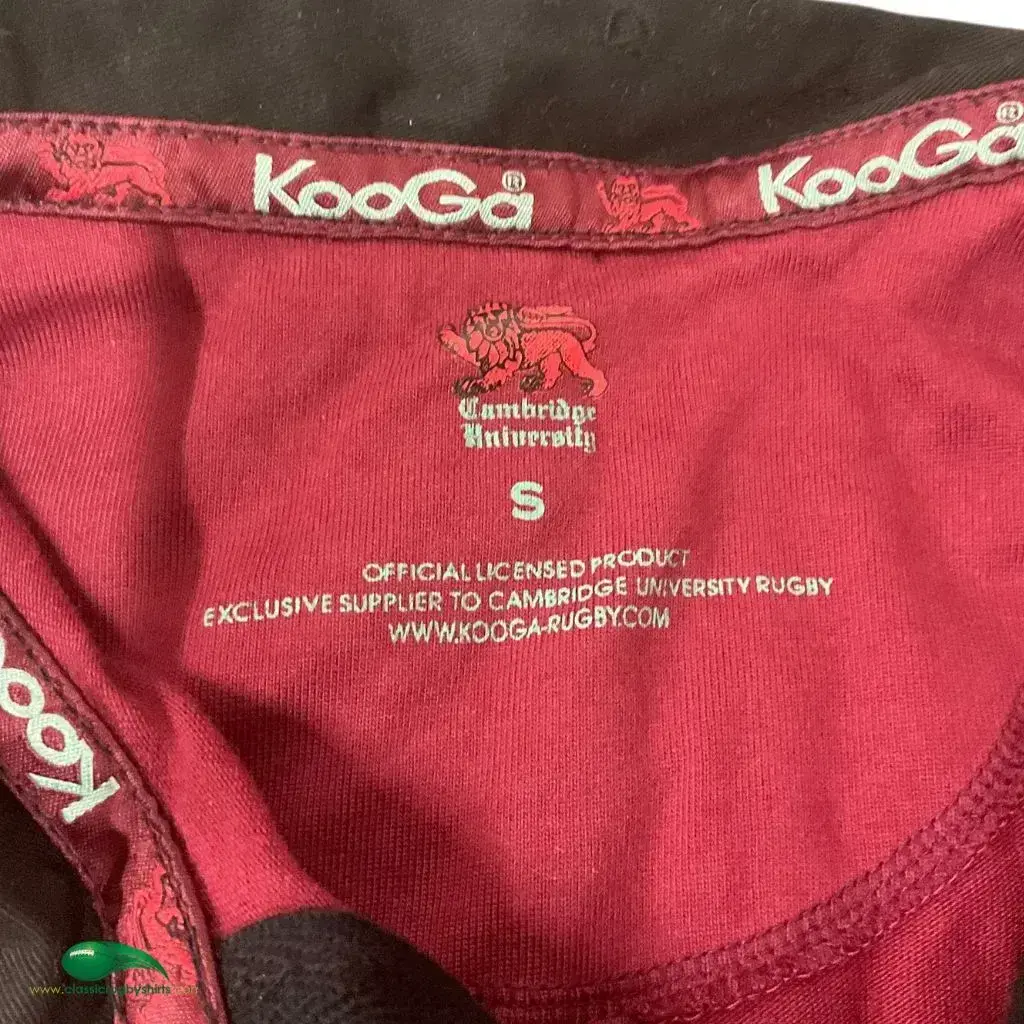 KooGa® KooGa®
Cambridge
University
S
OFFICIAL LICENSED PRODUCT
EXCLUSIVE SUPPLIER TO CAMBRIDGE UNIVERSITY RUGBY
WWW.KOOGA-RUGBY.COM
KooGa
www.classicrugbyshirts.com